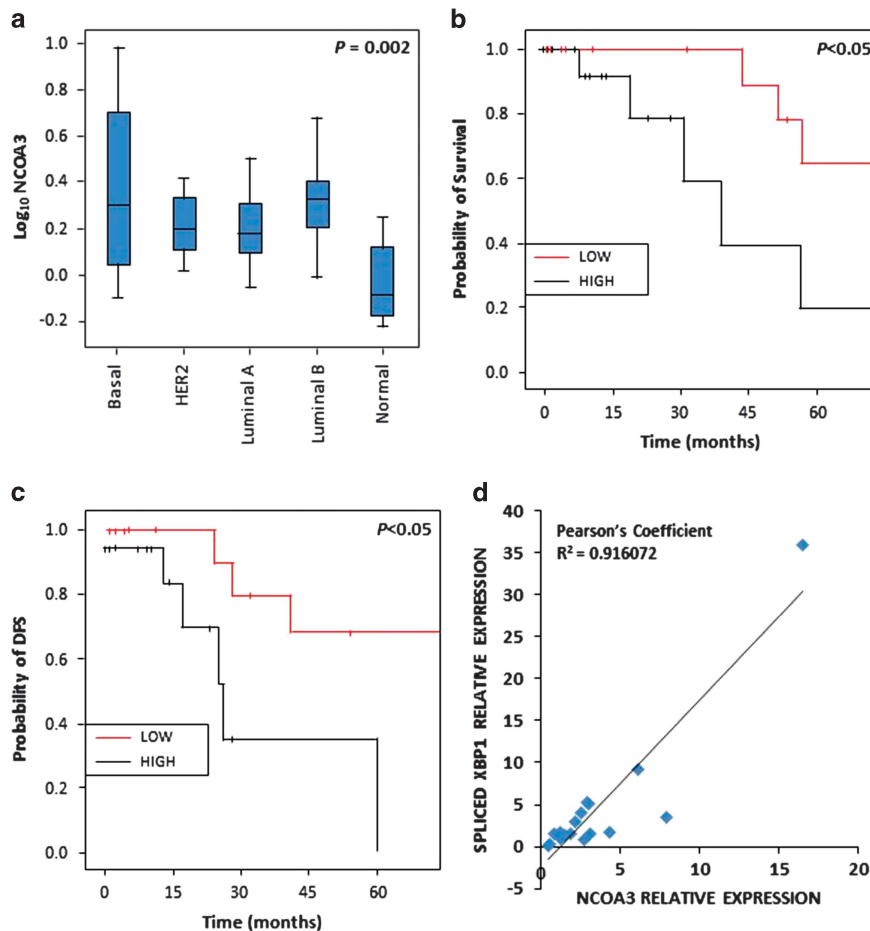 a
P = 0.002
Log10 NCOA3
1.0
0.8
0.6
0.4
0.2
0.0
-0.2
Basal
HER2
Luminal A
Luminal B
Normal
b
P<0.05
Probability of Survival
1.0
0.8
0.6
0.4
0.2
0.0
LOW
HIGH
0 15 30 45 60
Time (months)
c
P<0.05
Probability of DFS
1.0
0.8
0.6
0.4
0.2
0.0
LOW
HIGH
0 15 30 45 60
Time (months)
d
Pearson's Coefficient
R² = 0.916072
SPLICED XBP1 RELATIVE EXPRESSION
40
35
30
25
20
15
10
5
0
-5
0 5 10 15 20
NCOA3 RELATIVE EXPRESSION